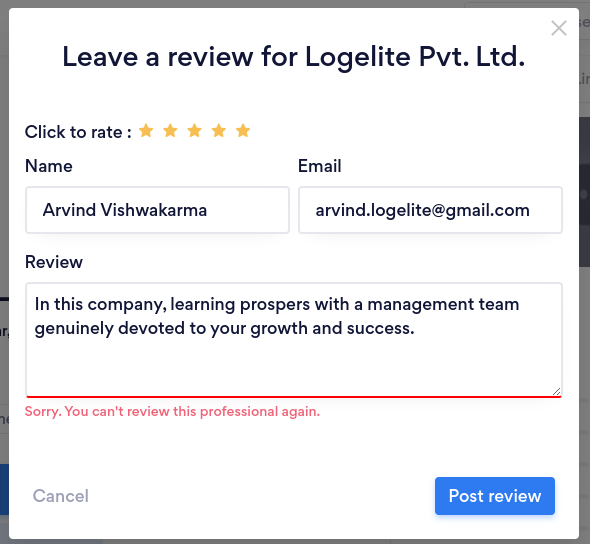 Leave a review for Logelite Pvt. Ltd.
Click to rate :
Name
Email
Arvind Vishwakarma
arvind.logelite@gmail.com
Review
In this company, learning prospers with a management team
genuinely devoted to your growth and success.
Sorry. You can't review this professional again.
Cancel
Post review